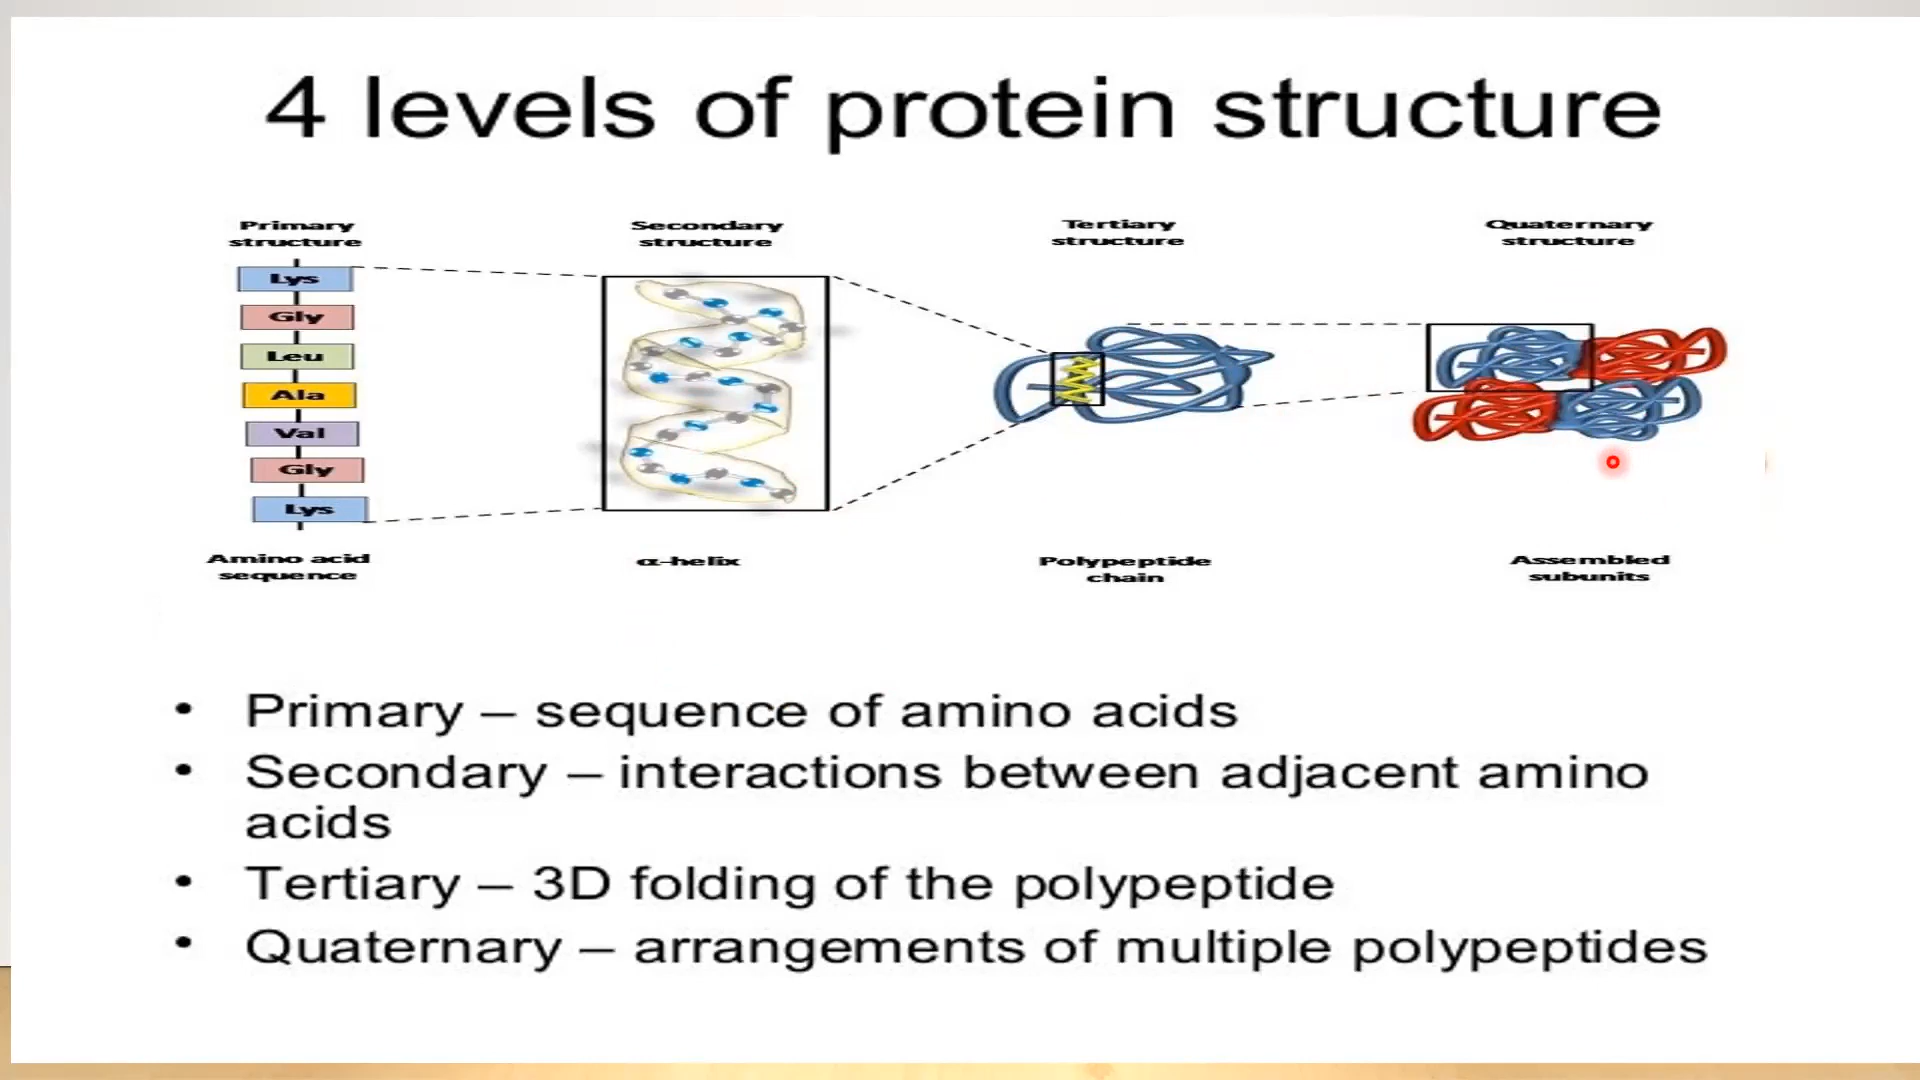 4 levels of protein structure
Primary
structure
Secondary
structure
Tertiary
structure
Quaternary
structure
Lys
Gly
Leu
Ala
Val
Gly
Lys
Amino acid
sequence
α-helix
Polypeptide
chain
Assembled
subunits
• Primary – sequence of amino acids
• Secondary – interactions between adjacent amino
acids
• Tertiary – 3D folding of the polypeptide
• Quaternary – arrangements of multiple polypeptides